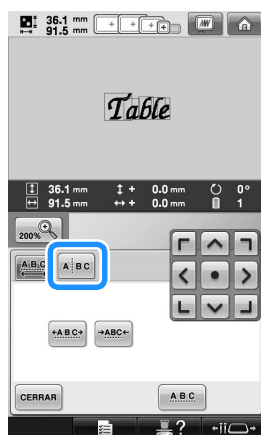 36.1 mm
91.5 mm
Table
36.1 mm + 0.0 mm 0°
91.5 mm + 0.0 mm 1
200%
A B C A BC
A B C ABC
CERRAR A B C
?